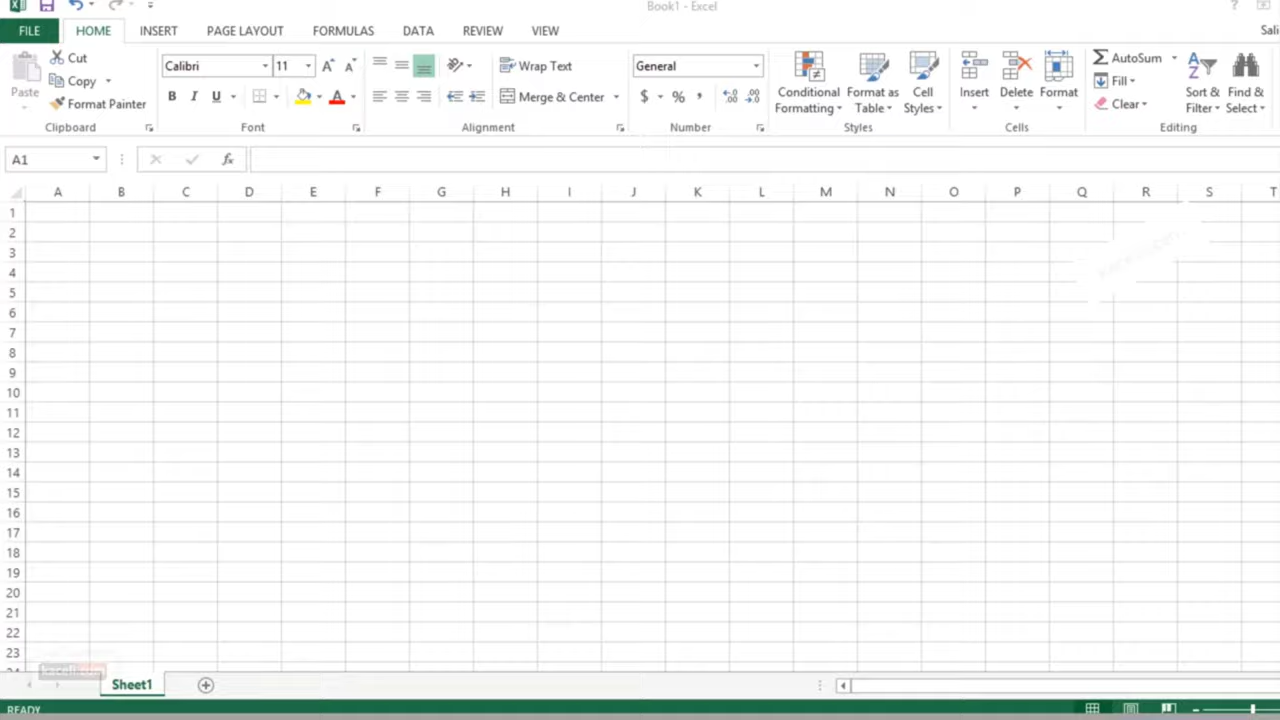 Book1 - Excel
?
FILE HOME INSERT PAGE LAYOUT FORMULAS DATA REVIEW VIEW Sali
Paste
Cut
Copy
Format Painter
Clipboard
Calibri 11
B I U
Font
Wrap Text
Merge & Center
Alignment
General
$ % ,
Number
Conditional
Formatting
Format as
Table
Cell
Styles
Styles
Insert
Delete
Format
Cells
AutoSum
Fill
Clear
Sort &
Filter
Find &
Select
Editing
A1
fx
A B C D E F G H I J K L M N O P Q R S T
1
2
3
4
5
6
7
8
9
10
11
12
13
14
15
16
17
18
19
20
21
22
23
Sheet1
READY